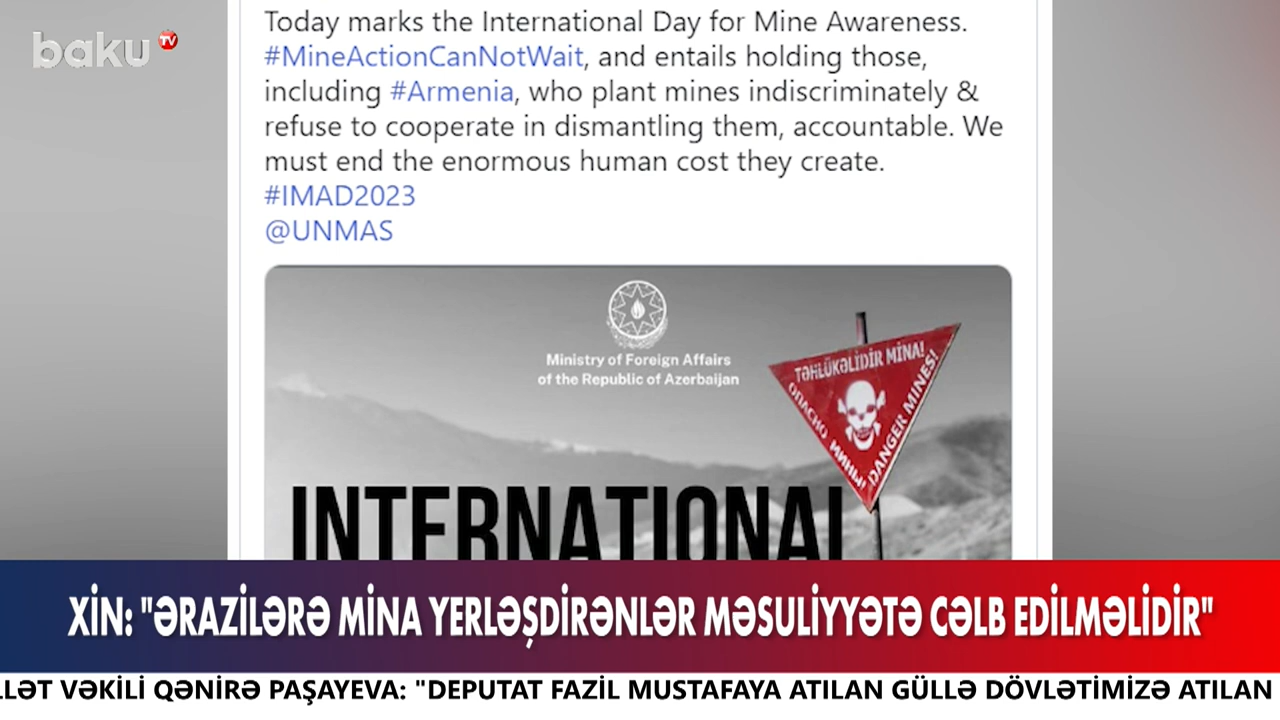 baku TV
Today marks the International Day for Mine Awareness.
#MineActionCanNotWait, and entails holding those,
including #Armenia, who plant mines indiscriminately &
refuse to cooperate in dismantling them, accountable. We
must end the enormous human cost they create.
#IMAD2023
@UNMAS
Ministry of Foreign Affairs
of the Republic of Azerbaijan
TƏHLÜKƏLİDİR MİNA!
ОПАСНО МИНЫ!
DANGER MINES!
INTERNATIONAL
XİN: "ƏRAZİLƏRƏ MİNA YERLƏŞDİRƏNLƏR MƏSULİYYƏTƏ CƏLB EDİLMƏLİDİR"
LLƏT VƏKİLİ QƏNİRƏ PAŞAYEVA: "DEPUTAT FAZİL MUSTAFAYA ATILAN GÜLLƏ DÖVLƏTİMİZƏ ATILAN